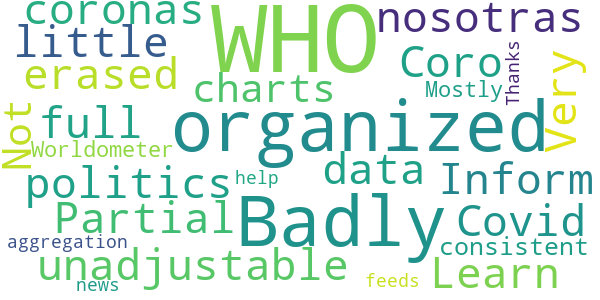 coronas WHO nosotras
little Coro Very
erased charts Mostly Thanks
Not full organized
Worldometer help data Inform
politics
Partial Badly Covid
aggregation consistent
unadjustable Learn
news feeds